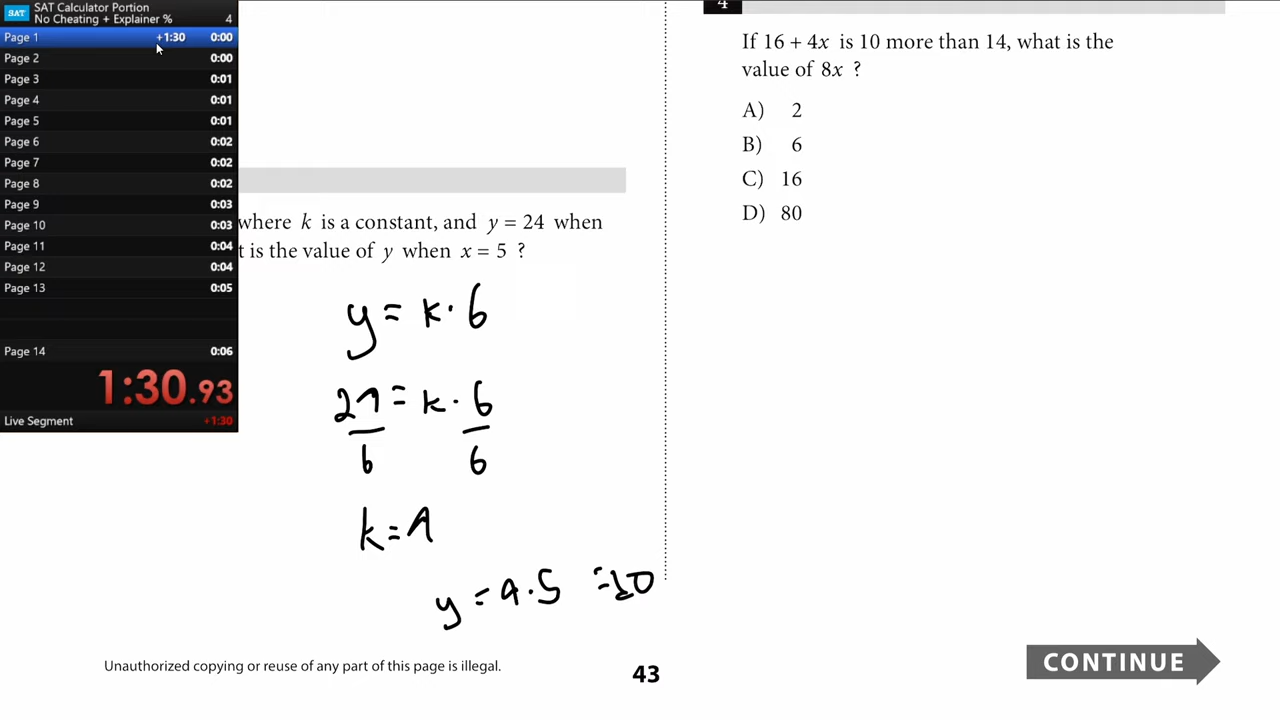 SAT
SAT Calculator Portion
No Cheating + Explainer %
4
Page 1 +1:30 0:00
Page 2 0:00
Page 3 0:01
Page 4 0:01
Page 5 0:01
Page 6 0:02
Page 7 0:02
Page 8 0:02
Page 9 0:03
Page 10 0:03
Page 11 0:04
Page 12 0:04
Page 13 0:05
Page 14 0:06
1:30.93
Live Segment +1:30
where k is a constant, and y = 24 when
t is the value of y when x = 5 ?
y = k · 6
24 = k · 6
6 6
k = 4
y = 4 · 5 = 20
4
If 16 + 4x is 10 more than 14, what is the
value of 8x ?
A) 2
B) 6
C) 16
D) 80
Unauthorized copying or reuse of any part of this page is illegal.
43
CONTINUE